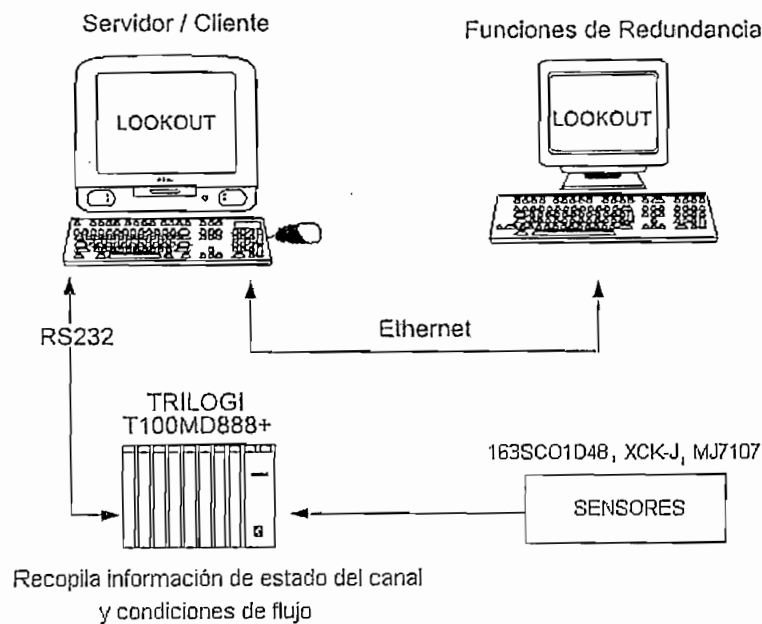 Servidor / Cliente
Funciones de Redundancia
LOOKOUT
LOOKOUT
RS232
Ethernet
TRILOGI
T100MD888+
163SCO1D48, XCK-J, MJ7107
SENSORES
Recopila información de estado del canal
y condiciones de flujo